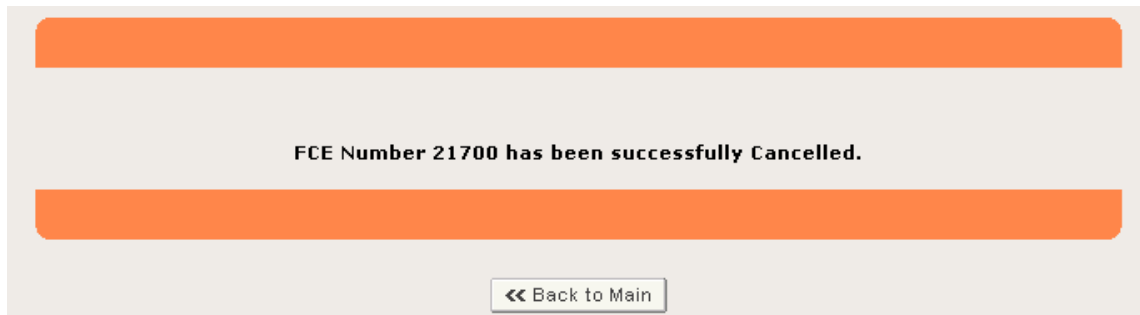 FCE Number 21700 has been successfully Cancelled.
<< Back to Main